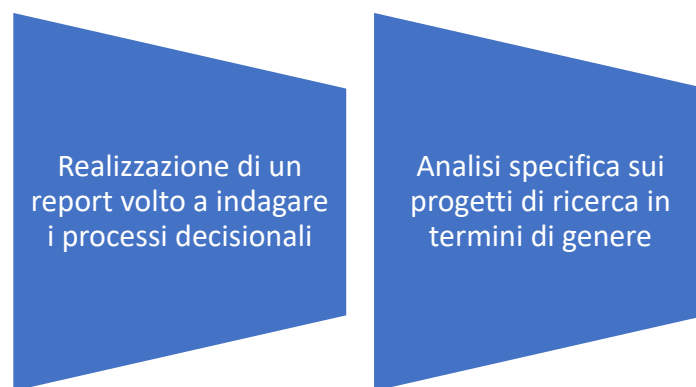 Realizzazione di un
report volto a indagare
i processi decisionali
Analisi specifica sui
progetti di ricerca in
termini di genere